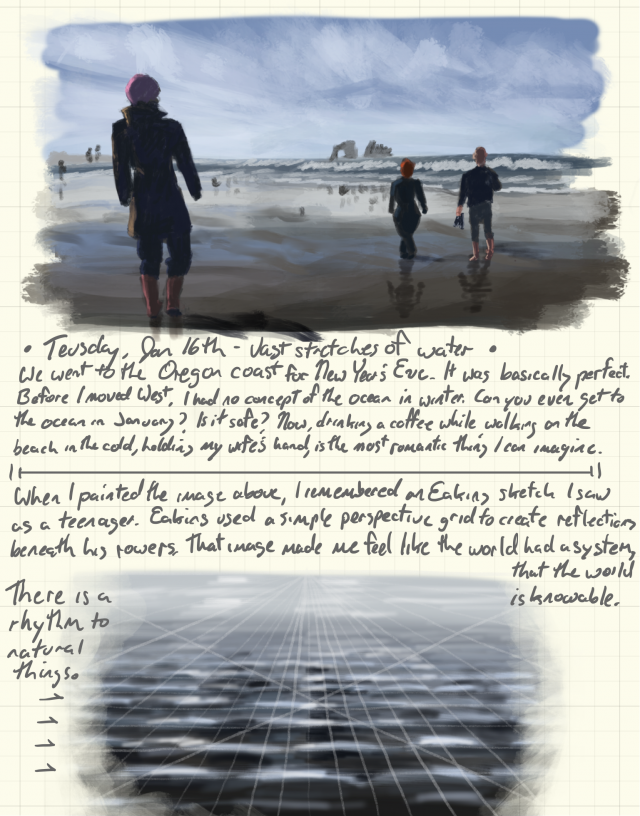 • Teusday, Jan 16th - Vast stretches of water •
We went to the Oregon coast for New Year's Eve. It was basically perfect.
Before I moved West, I had no concept of the ocean in winter. Can you even get to
the ocean in January? Is it safe? Now, drinking a coffee while walking on the
beach in the cold, holding my wife's hand, is the most romantic thing I can imagine.
When I painted the image above, I remembered an Eakins sketch I saw
as a teenager. Eakins used a simple perspective grid to create reflections
beneath his rowers. That image made me feel like the world had a system,
that the world
is knowable.
There is a
rhythm to
natural
things.